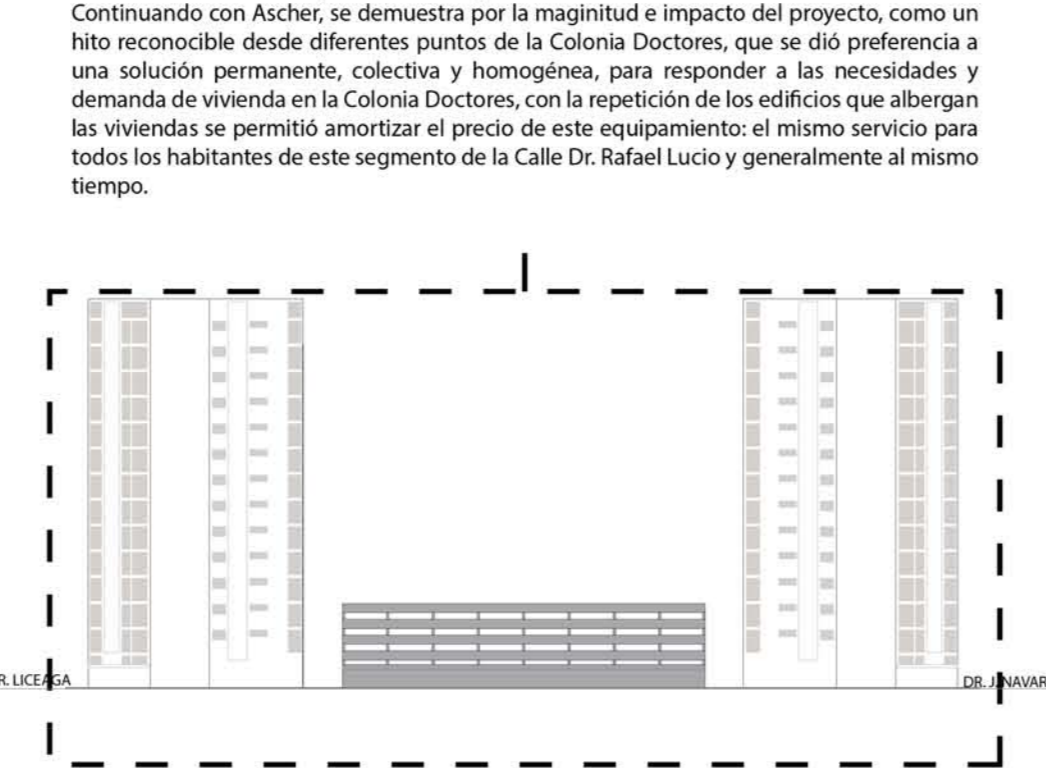 Continuando con Ascher, se demuestra por la maginitud e impacto del proyecto, como un
hito reconocible desde diferentes puntos de la Colonia Doctores, que se dió preferencia a
una solución permanente, colectiva y homogénea, para responder a las necesidades y
demanda de vivienda en la Colonia Doctores, con la repetición de los edificios que albergan
las viviendas se permitió amortizar el precio de este equipamiento: el mismo servicio para
todos los habitantes de este segmento de la Calle Dr. Rafael Lucio y generalmente al mismo
tiempo.
R. LICEAGA
DR. J. NAVAR